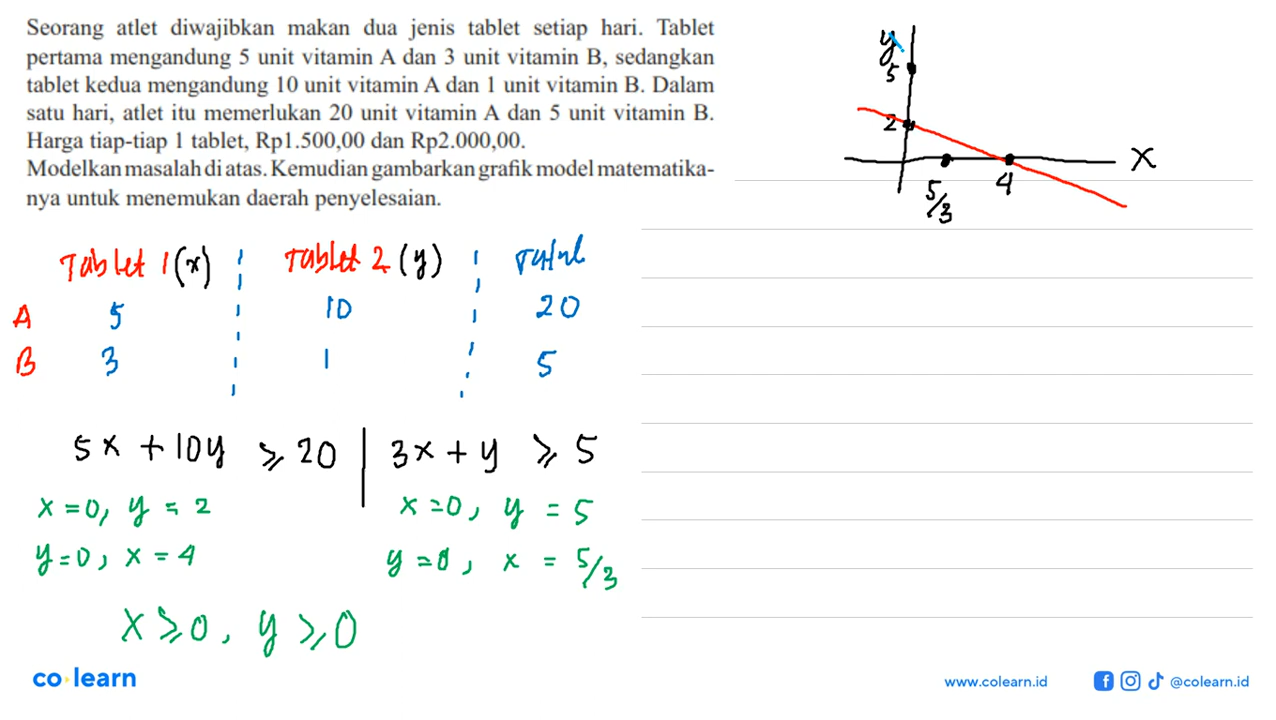 Seorang atlet diwajibkan makan dua jenis tablet setiap hari. Tablet
pertama mengandung 5 unit vitamin A dan 3 unit vitamin B, sedangkan
tablet kedua mengandung 10 unit vitamin A dan 1 unit vitamin B. Dalam
satu hari, atlet itu memerlukan 20 unit vitamin A dan 5 unit vitamin B.
Harga tiap-tiap 1 tablet, Rp1.500,00 dan Rp2.000,00.
Modelkan masalah di atas. Kemudian gambarkan grafik model matematika-
nya untuk menemukan daerah penyelesaian.
Tablet 1 (x) Tablet 2 (y) Total
A 5 10 20
B 3 1 5
5x + 10y ≥ 20 | 3x + y ≥ 5
x = 0, y = 2 x = 0, y = 5
y = 0, x = 4 y = 0, x = 5/3
x ≥ 0, y ≥ 0
y
5
2
x
5/3
4
co learn
www.colearn.id @colearn.id